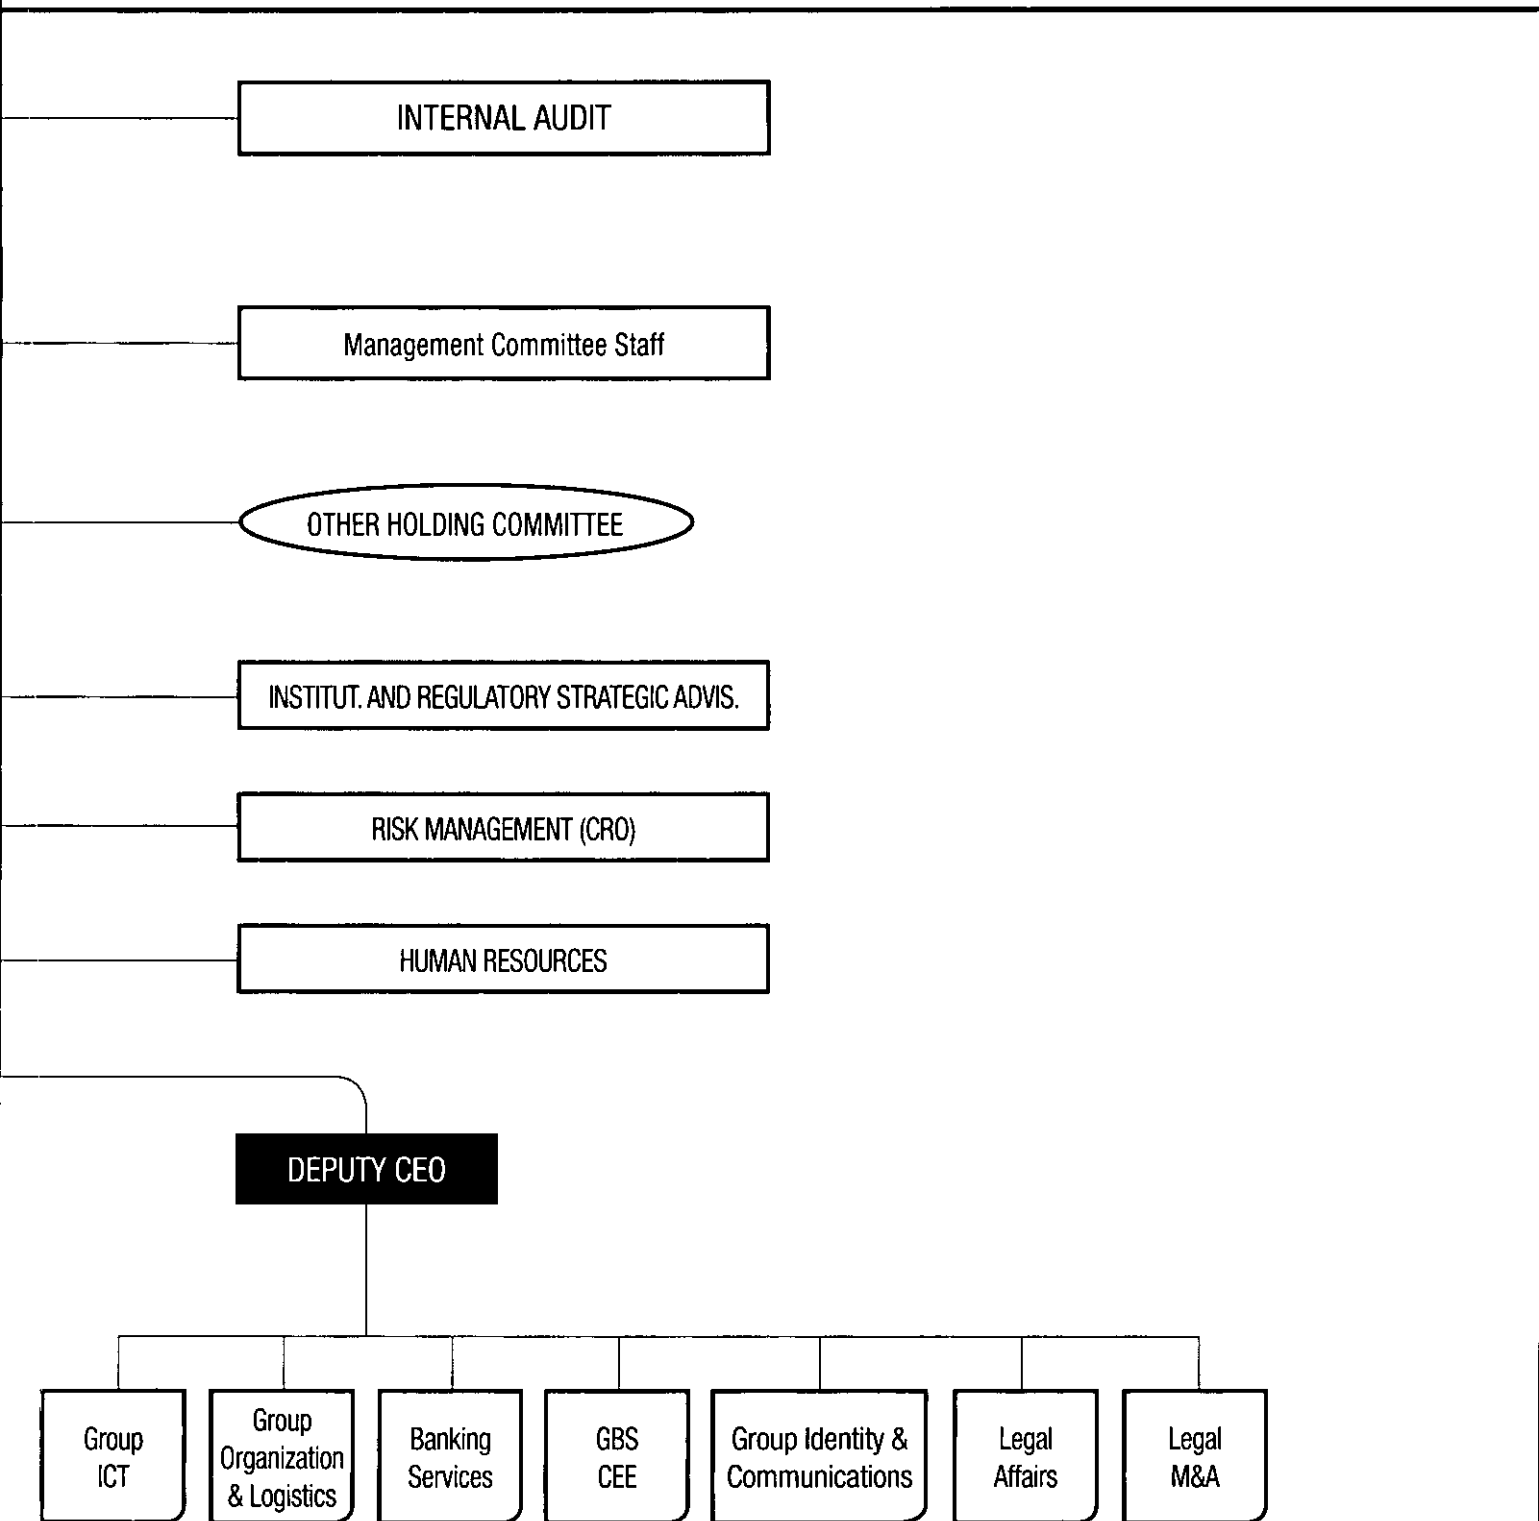 INTERNAL AUDIT
Management Committee Staff
OTHER HOLDING COMMITTEE
INSTITUT. AND REGULATORY STRATEGIC ADVIS.
RISK MANAGEMENT (CRO)
HUMAN RESOURCES
DEPUTY CEO
Group
ICT
Group
Organization
& Logistics
Banking
Services
GBS
CEE
Group Identity &
Communications
Legal
Affairs
Legal
M&A